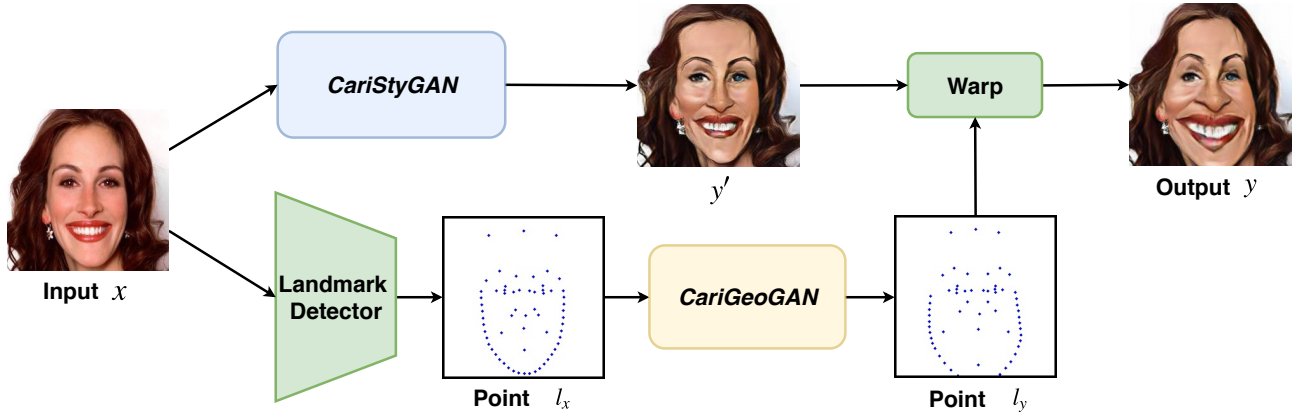 CariStyGAN
Warp
y′
Output y
Input x
Landmark
Detector
CariGeoGAN
Point l_x
Point l_y